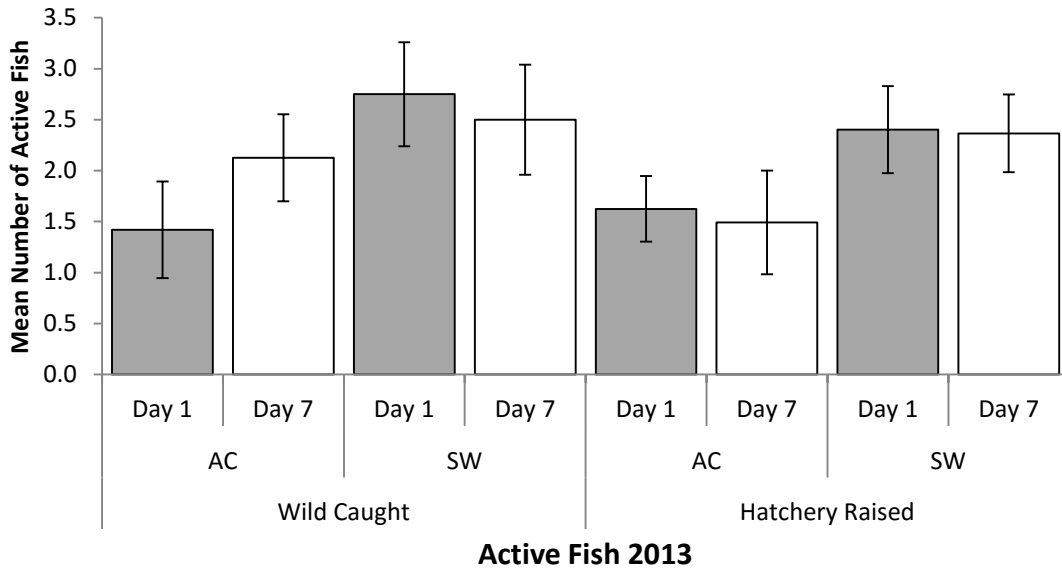 3.5
3.0
2.5
2.0
1.5
1.0
0.5
0.0
Mean Number of Active Fish
Day 1 Day 7 Day 1 Day 7 Day 1 Day 7 Day 1 Day 7
AC SW AC SW
Wild Caught Hatchery Raised
Active Fish 2013